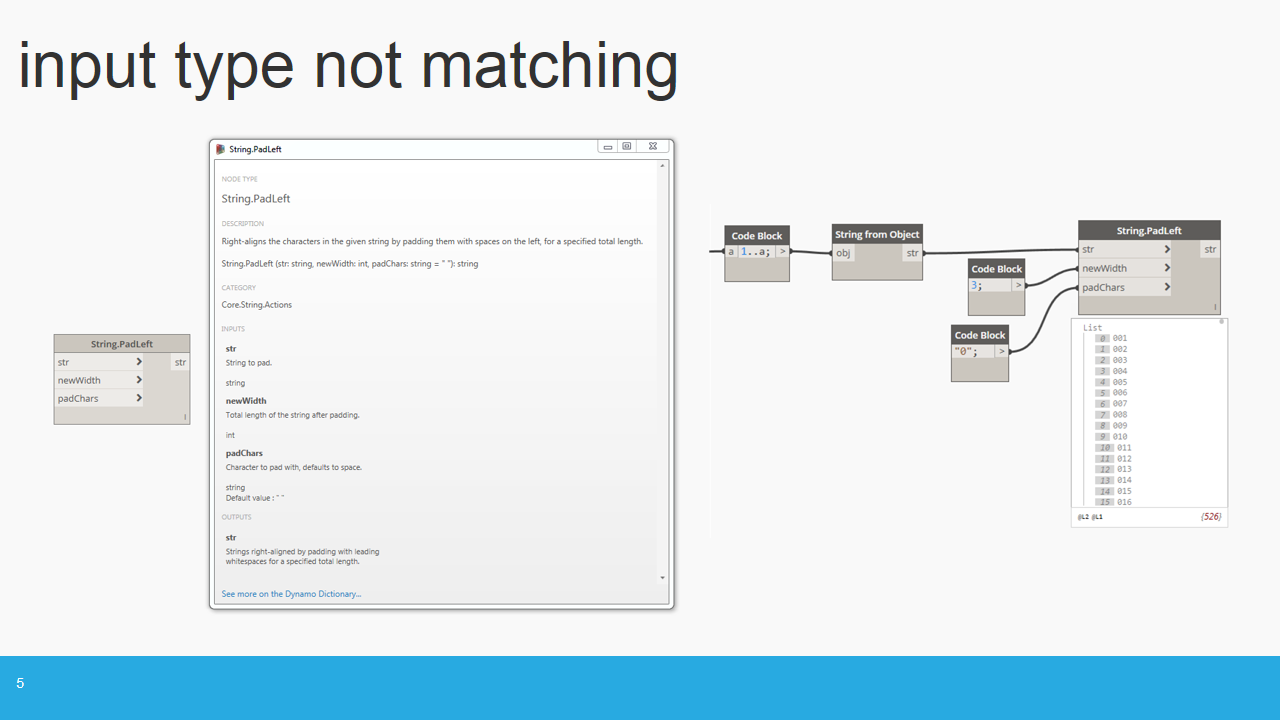 input type not matching
String.PadLeft
str
str
newWidth
padChars
String.PadLeft
NODE TYPE
String.PadLeft
DESCRIPTION
Right-aligns the characters in the given string by padding them with spaces on the left, for a specified total length.
String.PadLeft (str: string, newWidth: int, padChars: string = " "): string
CATEGORY
Core.String.Actions
INPUTS
str
String to pad.
string
newWidth
Total length of the string after padding.
int
padChars
Character to pad with, defaults to space.
string
Default value : " "
OUTPUTS
str
Strings right-aligned by padding with leading
whitespaces for a specified total length.
See more on the Dynamo Dictionary...
Code Block
a 1..a; >
String from Object
obj str
Code Block
3; >
Code Block
"0"; >
String.PadLeft
str > str
newWidth >
padChars >
List
0 001
1 002
2 003
3 004
4 005
5 006
6 007
7 008
8 009
9 010
10 011
11 012
12 013
13 014
14 015
15 016
@L2 @L1 {526}
5